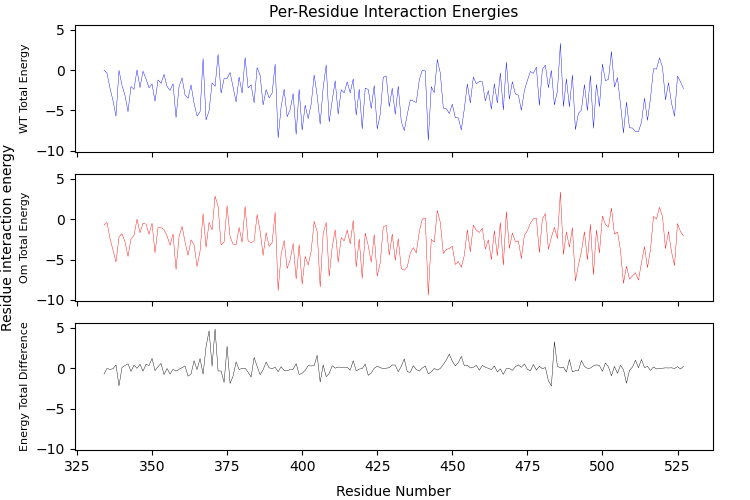 Per-Residue Interaction Energies
Residue interaction energy
WT Total Energy
5
0
−5
−10
Om Total Energy
5
0
−5
−10
Energy Total Difference
5
0
−5
−10
325 350 375 400 425 450 475 500 525
Residue Number